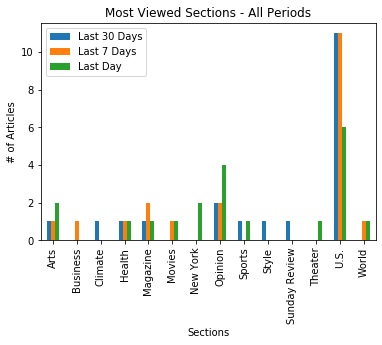 Most Viewed Sections - All Periods
Last 30 Days
Last 7 Days
Last Day
# of Articles
10
8
6
4
2
0
Arts
Business
Climate
Health
Magazine
Movies
New York
Opinion
Sports
Style
Sunday Review
Theater
U.S.
World
Sections